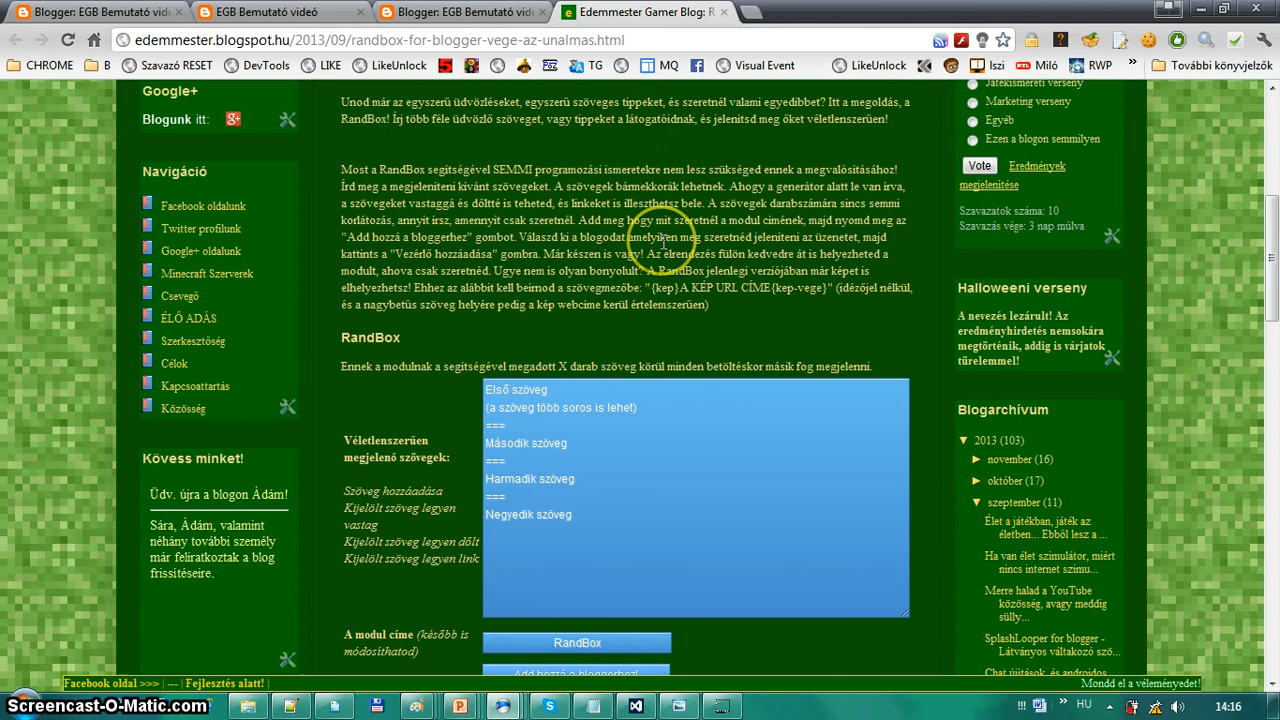 Blogger: EGB Bemutató vide
EGB Bemutató videó
Blogger: EGB Bemutató vide
Edemmester Gamer Blog: R
edemmester.blogspot.hu/2013/09/randbox-for-blogger-vege-az-unalmas.html
CHROME
B
Szavazó RESET
DevTools
LIKE
LikeUnlock
TG
MQ
Visual Event
LikeUnlock
Iszi
Miló
RWP
További könyvjelzők
Google+
Blogunk itt:
Navigáció
Facebook oldalunk
Twitter profilunk
Google+ oldalunk
Minecraft Szerverek
Csevegő
ÉLŐ ADÁS
Szerkesztőség
Célok
Kapcsoattartás
Közösség
Kövess minket!
Üdv. újra a blogon Ádám!
Sára, Ádám, valamint
néhány további személy
már feliratkoztak a blog
frissítéseire.
Unod már az egyszerű üdvözléseket, egyszerű szöveges tippeket, és szeretnél valami egyedibbet? Itt a megoldás, a
RandBox! Írj több féle üdvözlő szöveget, vagy tippeket a látogatóidnak, és jelenítsd meg őket véletlenszerűen!
Most a RandBox segítségével SEMMI programozási ismeretekre nem lesz szükséged ennek a megvalósításához!
Írd meg a megjeleníteni kívánt szövegeket. A szövegek bármekkorák lehetnek. Ahogy a generátor alatt le van írva,
a szövegeket vastaggá és dőltté is teheted, és linkeket is illeszthetsz bele. A szövegek darabszámára sincs semmi
korlátozás, annyit írsz, amennyit csak szeretnél. Add meg hogy mit szeretnél a modul címének, majd nyomd meg az
"Add hozzá a bloggerhez" gombot. Válaszd ki a blogodat amelyiken meg szeretnéd jeleníteni az üzenetet, majd
kattints a "Vezérlő hozzáadása" gombra. Már készen is vagy! Az elrendezés fülön kedvedre át is helyezheted a
modult, ahova csak szeretnéd. Ugye nem is olyan bonyolult? A RandBox jelenlegi verziójában már képet is
elhelyezhetsz! Ehhez az alábbit kell beírnod a szövegmezőbe: "{kep}A KÉP URL CÍME{kep-vege}" (idézőjel nélkül,
és a nagybetűs szöveg helyére pedig a kép webcíme kerül értelemszerűen)
RandBox
Ennek a modulnak a segítségével megadott X darab szöveg körül minden betöltéskor másik fog megjelenni.
Véletlenszerűen
megjelenő szövegek:
Szöveg hozzáadása
Kijelölt szöveg legyen
vastag
Kijelölt szöveg legyen dőlt
Kijelölt szöveg legyen link
Első szöveg
(a szöveg több soros is lehet)
===
Második szöveg
===
Harmadik szöveg
===
Negyedik szöveg
A modul címe (később is
módosíthatod)
RandBox
Add hozzá a bloggerhez!
Játékismereti verseny
Marketing verseny
Egyéb
Ezen a blogon semmilyen
Vote
Eredmények
megjelenítése
Szavazatok száma: 10
Szavazás vége: 3 nap múlva
Halloweeni verseny
A nevezés lezárult! Az
eredményhirdetés nemsokára
megtörténik, addig is várjatok
türelemmel!
Blogarchívum
▼ 2013 (103)
► november (16)
► október (17)
▼ szeptember (11)
Élet a játékban, játék az
életben... Ebből lesz a ...
Ha van élet szimulátor, miért
nincs internet szimu...
Merre halad a YouTube
közösség, avagy meddig
sülly...
SplashLooper for blogger -
Látványos váltakozó szö...
Chat újítások, és androidos
Facebook oldal >>> | --- | Fejlesztés alatt! |
Mondd el a véleményedet!
Screencast-O-Matic.com
HU
14:16